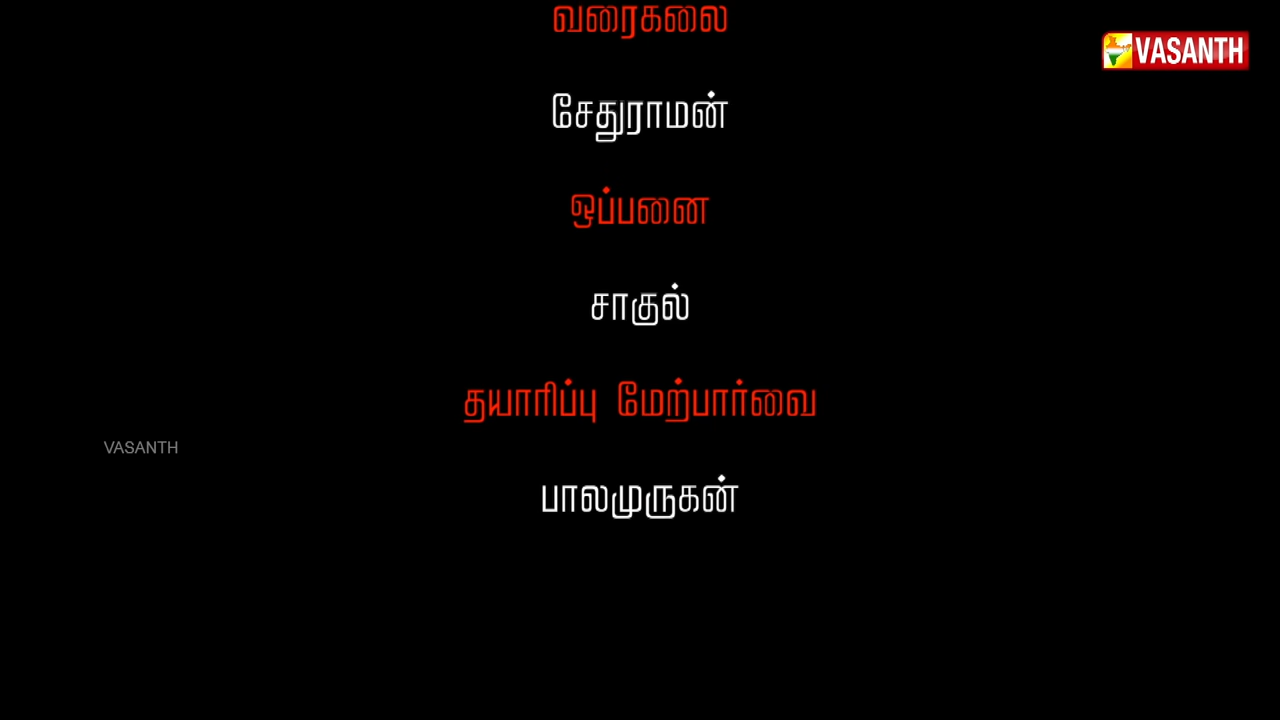 வரைகலை
VASANTH
சேதுராமன்
ஒப்பனை
சாகுல்
தயாரிப்பு மேற்பார்வை
VASANTH
பாலமுருகன்